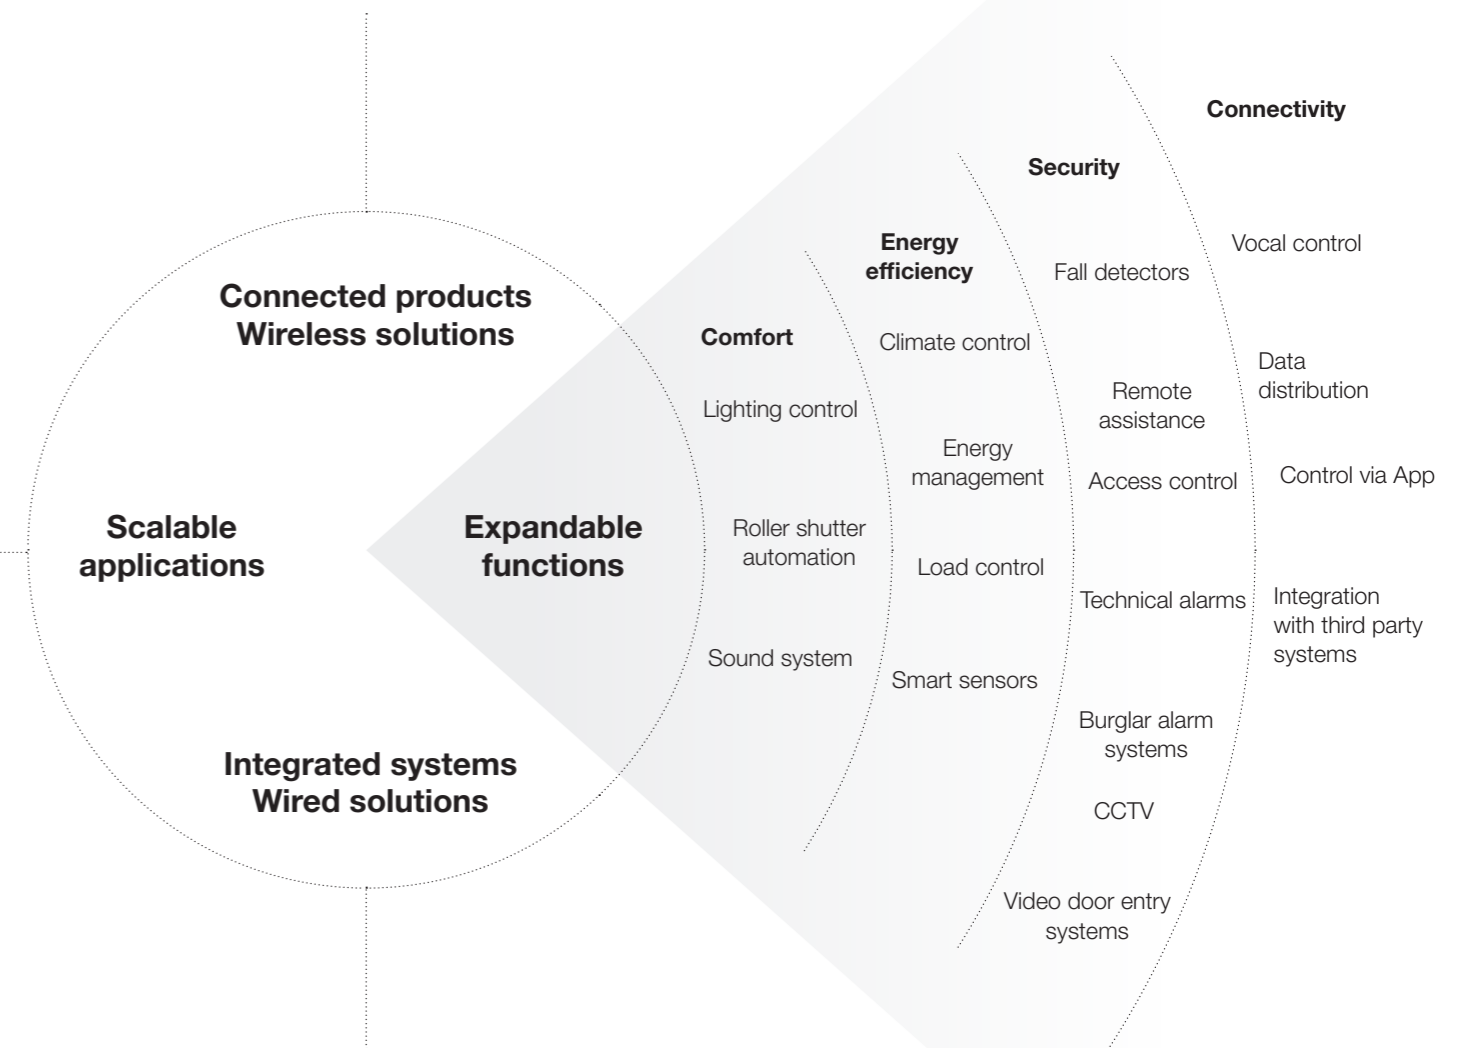 Connected products
Wireless solutions
Scalable
applications
Expandable
functions
Integrated systems
Wired solutions
Comfort
Lighting control
Roller shutter
automation
Sound system
Energy
efficiency
Climate control
Energy
management
Load control
Smart sensors
Security
Fall detectors
Remote
assistance
Access control
Technical alarms
Burglar alarm
systems
CCTV
Video door entry
systems
Connectivity
Vocal control
Data
distribution
Control via App
Integration
with third party
systems